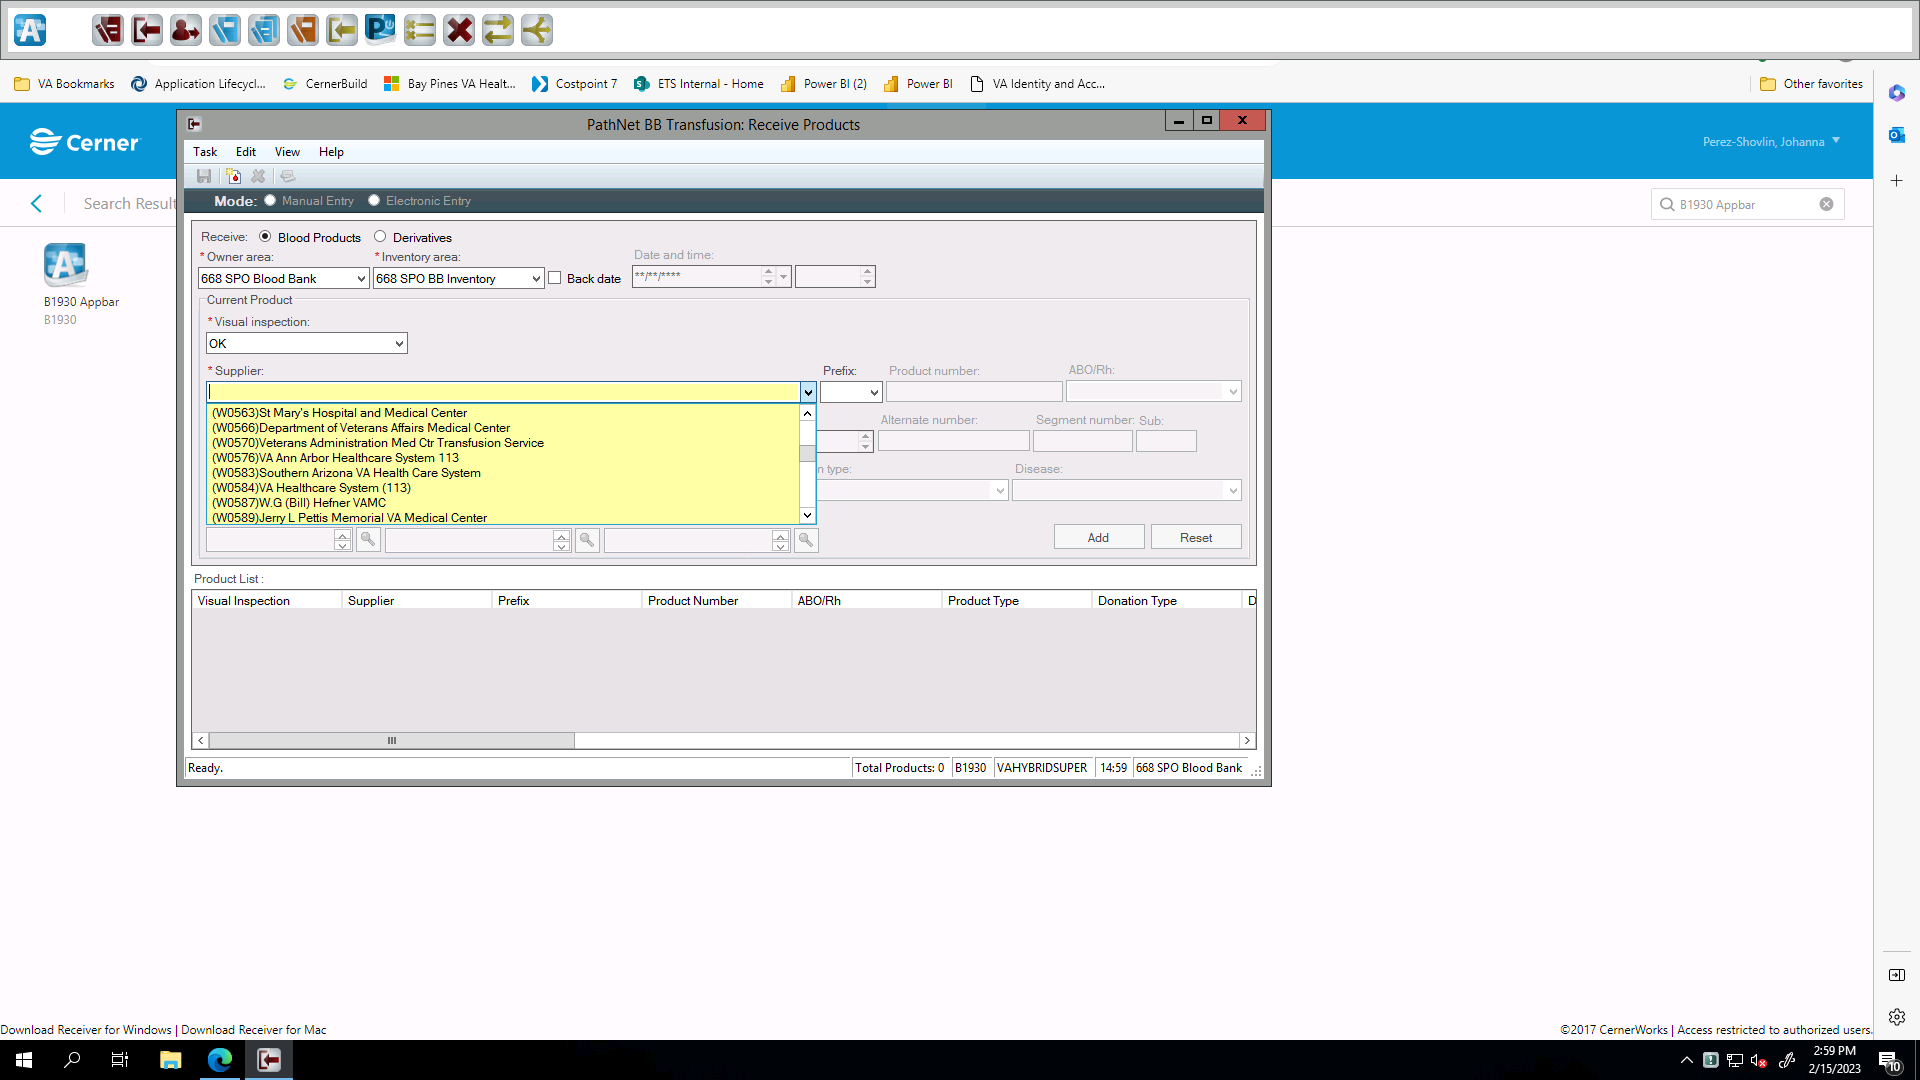 VA Bookmarks
Application Lifecycl...
CernerBuild
Bay Pines VA Healt...
Costpoint 7
ETS Internal - Home
Power BI (2)
Power BI
VA Identity and Acc...
Other favorites
Cerner
Perez-Shovlin, Johanna
Search Result
B1930 Appbar
B1930 Appbar
B1930
PathNet BB Transfusion: Receive Products
Task Edit View Help
Mode: Manual Entry Electronic Entry
Receive: Blood Products Derivatives
*Owner area: *Inventory area: Date and time:
668 SPO Blood Bank 668 SPO BB Inventory Back date **/**/****
Current Product
*Visual inspection:
OK
*Supplier: Prefix: Product number: ABO/Rh:
(W0563)St Mary's Hospital and Medical Center
(W0566)Department of Veterans Affairs Medical Center
(W0570)Veterans Administration Med Ctr Transfusion Service
(W0576)VA Ann Arbor Healthcare System 113
(W0583)Southern Arizona VA Health Care System
(W0584)VA Healthcare System (113)
(W0587)W.G (Bill) Hefner VAMC
(W0589)Jerry L Pettis Memorial VA Medical Center
Alternate number: Segment number: Sub:
n type: Disease:
Add Reset
Product List :
Visual Inspection Supplier Prefix Product Number ABO/Rh Product Type Donation Type D
Ready. Total Products: 0 B1930 VAHYBRIDSUPER 14:59 668 SPO Blood Bank
Download Receiver for Windows | Download Receiver for Mac
©2017 CernerWorks | Access restricted to authorized users.
2:59 PM
2/15/2023
10